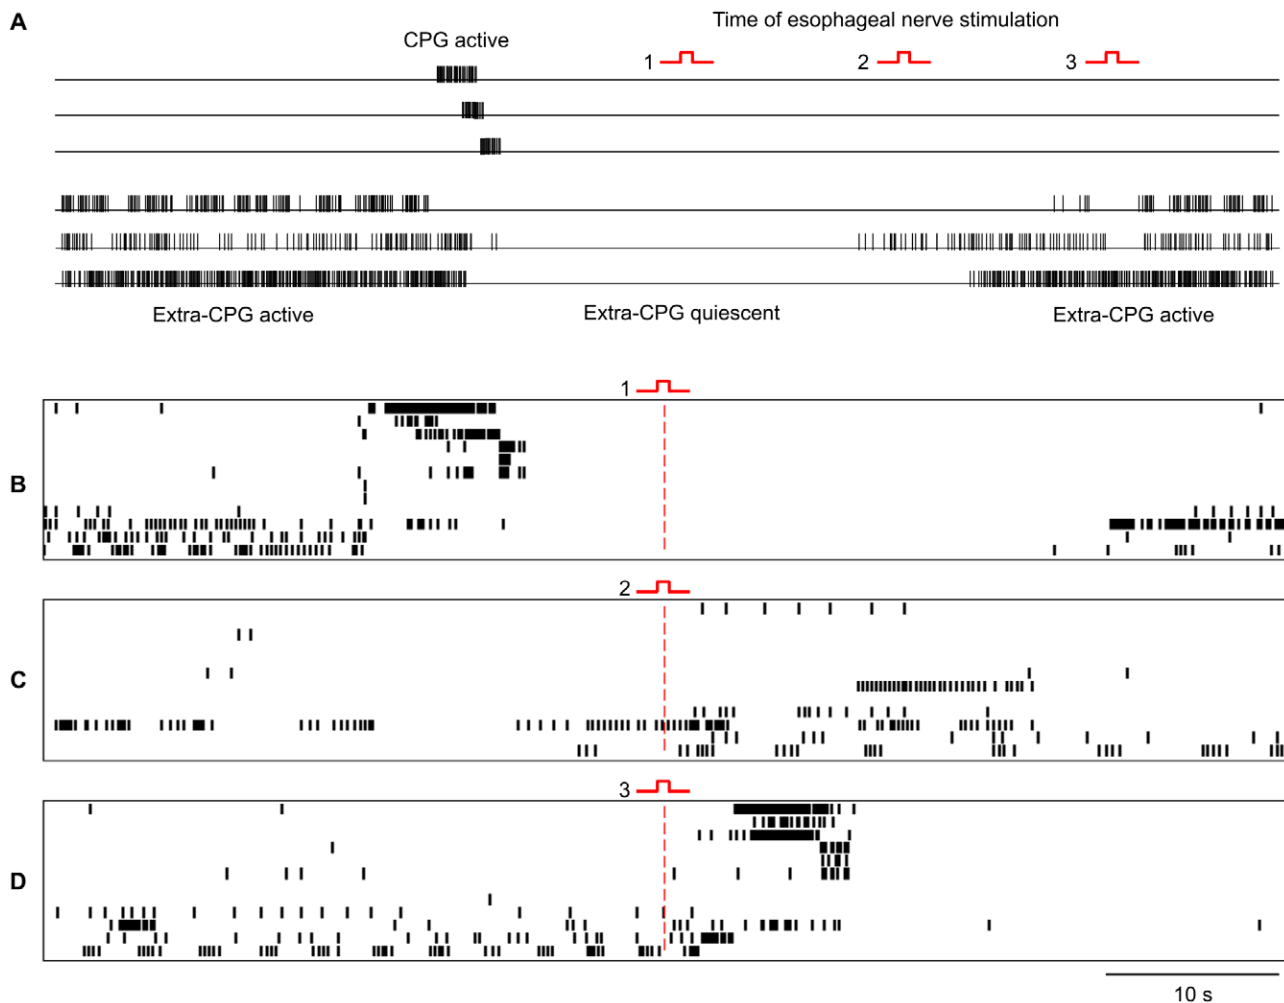 A
Time of esophageal nerve stimulation
CPG active
1
2
3
Extra-CPG active
Extra-CPG quiescent
Extra-CPG active
1
B
2
C
3
D
10 s